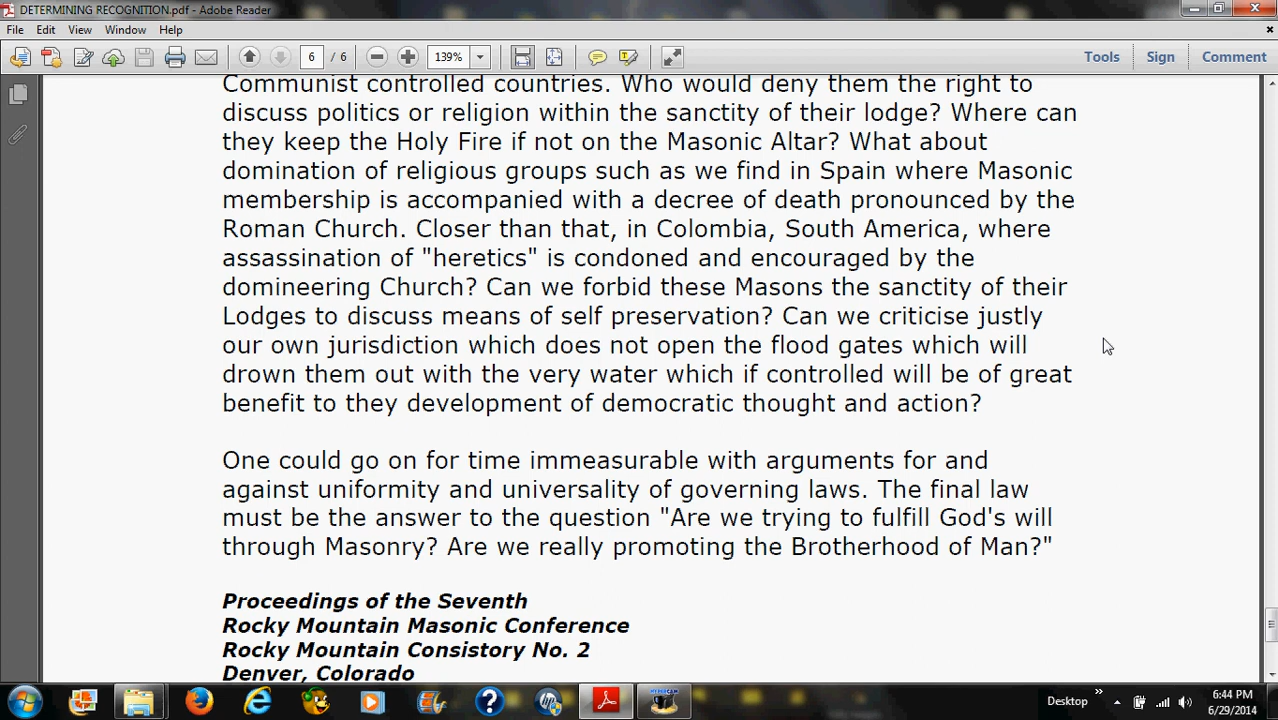 DETERMINING RECOGNITION.pdf - Adobe Reader
File Edit View Window Help
6 / 6 139% Tools Sign Comment
Communist controlled countries. Who would deny them the right to
discuss politics or religion within the sanctity of their lodge? Where can
they keep the Holy Fire if not on the Masonic Altar? What about
domination of religious groups such as we find in Spain where Masonic
membership is accompanied with a decree of death pronounced by the
Roman Church. Closer than that, in Colombia, South America, where
assassination of "heretics" is condoned and encouraged by the
domineering Church? Can we forbid these Masons the sanctity of their
Lodges to discuss means of self preservation? Can we criticise justly
our own jurisdiction which does not open the flood gates which will
drown them out with the very water which if controlled will be of great
benefit to they development of democratic thought and action?
One could go on for time immeasurable with arguments for and
against uniformity and universality of governing laws. The final law
must be the answer to the question "Are we trying to fulfill God's will
through Masonry? Are we really promoting the Brotherhood of Man?"
Proceedings of the Seventh
Rocky Mountain Masonic Conference
Rocky Mountain Consistory No. 2
Denver, Colorado
Desktop 6:44 PM
6/29/2014